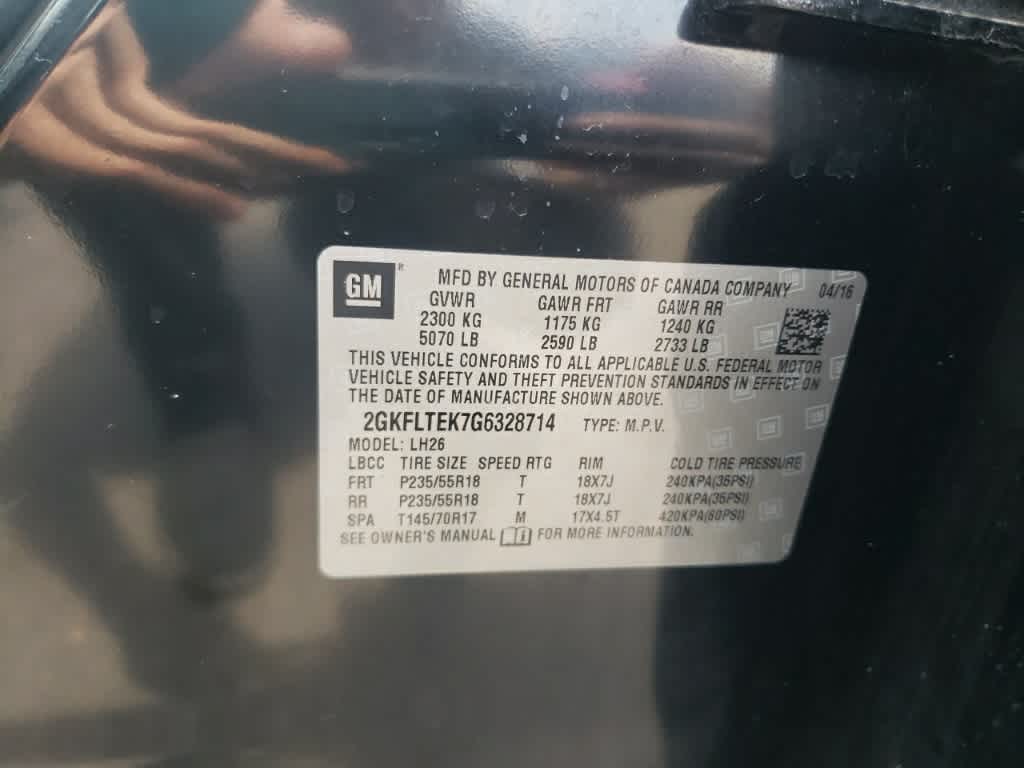 GM ® MFD BY GENERAL MOTORS OF CANADA COMPANY 04/16
GVWR GAWR FRT GAWR RR
2300 KG 1175 KG 1240 KG
5070 LB 2590 LB 2733 LB
THIS VEHICLE CONFORMS TO ALL APPLICABLE U.S. FEDERAL MOTOR
VEHICLE SAFETY AND THEFT PREVENTION STANDARDS IN EFFECT ON
THE DATE OF MANUFACTURE SHOWN ABOVE.
2GKFLTEK7G6328714 TYPE: M.P.V.
MODEL: LH26
LBCC TIRE SIZE SPEED RTG RIM COLD TIRE PRESSURE
FRT P235/55R18 T 18X7J 240KPA(35PSI)
RR P235/55R18 T 18X7J 240KPA(35PSI)
SPA T145/70R17 M 17X4.5T 420KPA(60PSI)
SEE OWNER'S MANUAL i FOR MORE INFORMATION.